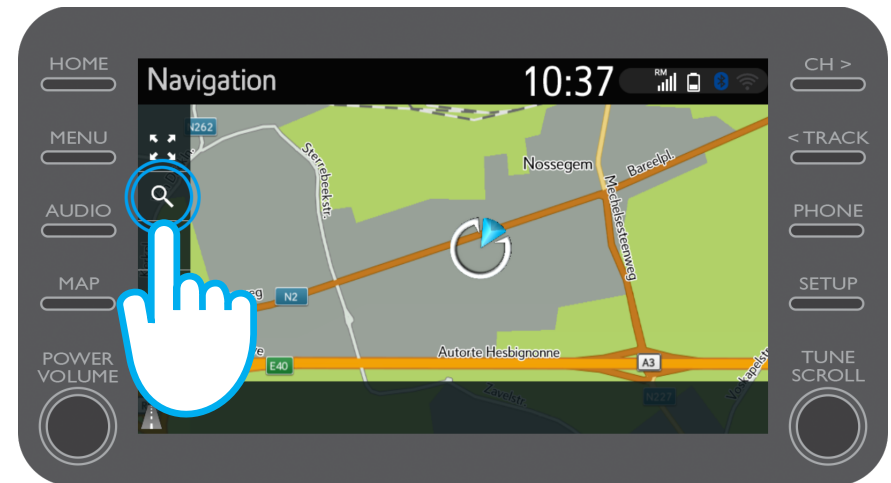 HOME
MENU
AUDIO
MAP
POWER
VOLUME
Navigation
10:37
RM
N262
Sterrebeekstr.
Nossegem
Bareelpl.
Mechelsesteenweg
N2
E40
Autorte Hesbignonne
A3
Zavelstr.
N227
CH >
< TRACK
PHONE
SETUP
TUNE
SCROLL